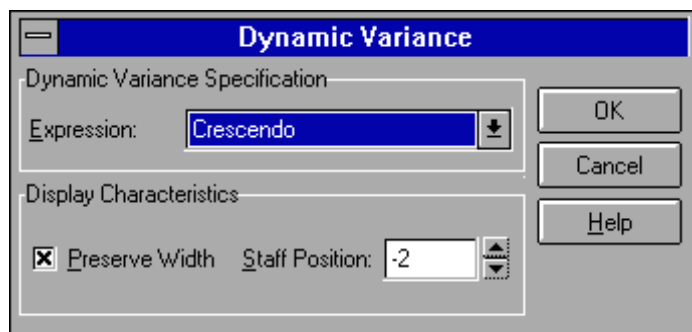 Dynamic Variance
Dynamic Variance Specification
Expression: Crescendo
OK
Cancel
Help
Display Characteristics
Preserve Width Staff Position: -2